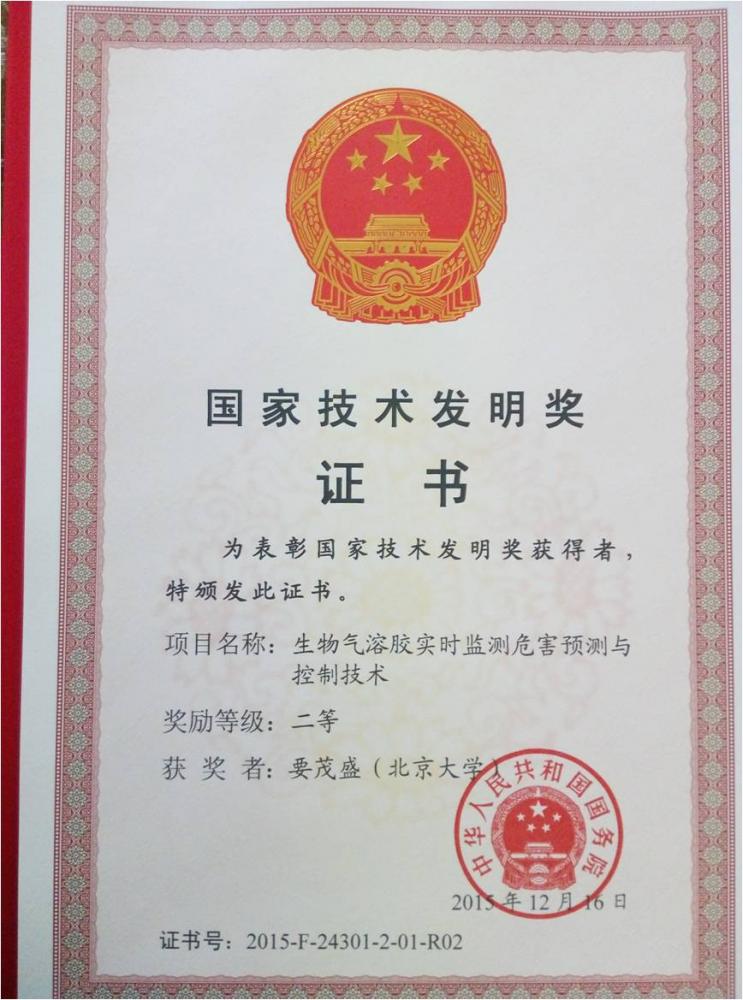 国家技术发明奖
证书
为表彰国家技术发明奖获得者，
特颁发此证书。
项目名称：生物气溶胶实时监测危害预测与
控制技术
奖励等级：二等
获奖者：要茂盛（北京大学）
中华人民共和国国务院
2015年12月16日
证书号：2015-F-24301-2-01-R02